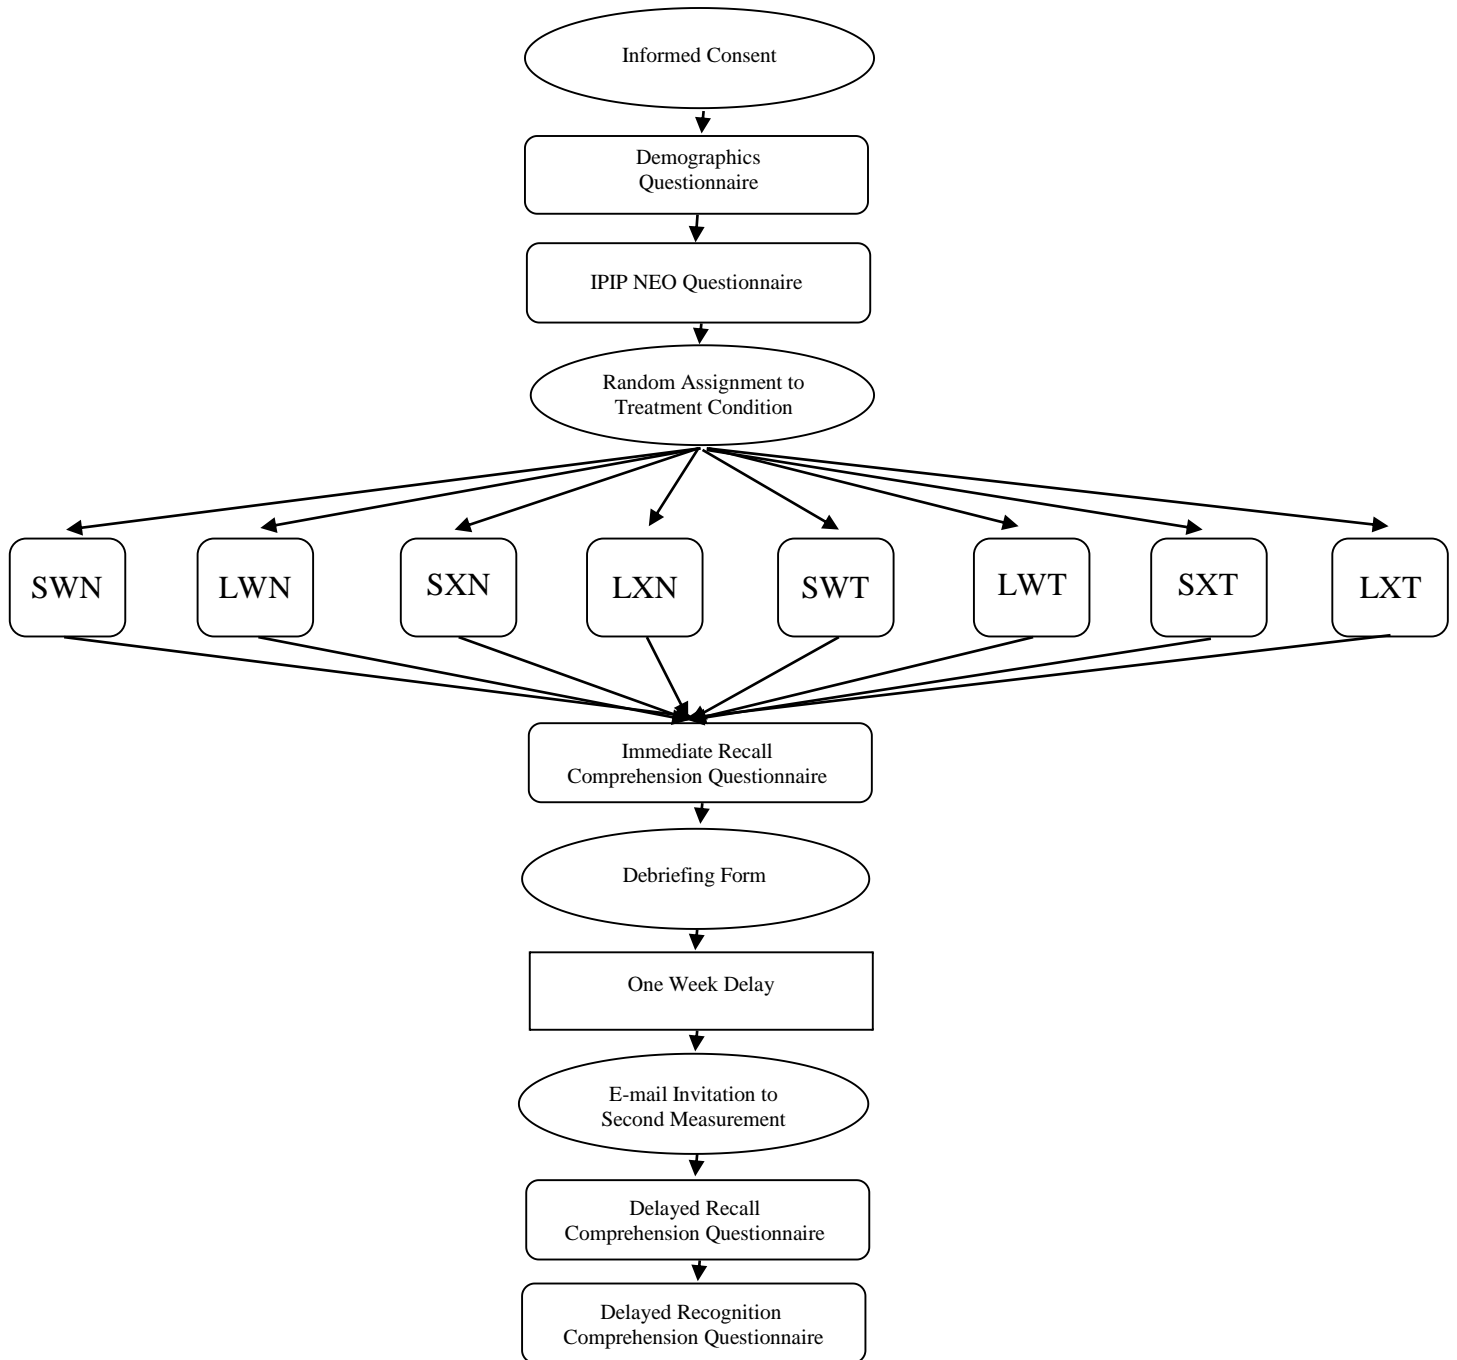 Informed Consent
Demographics
Questionnaire
IPIP NEO Questionnaire
Random Assignment to
Treatment Condition
SWN
LWN
SXN
LXN
SWT
LWT
SXT
LXT
Immediate Recall
Comprehension Questionnaire
Debriefing Form
One Week Delay
E-mail Invitation to
Second Measurement
Delayed Recall
Comprehension Questionnaire
Delayed Recognition
Comprehension Questionnaire